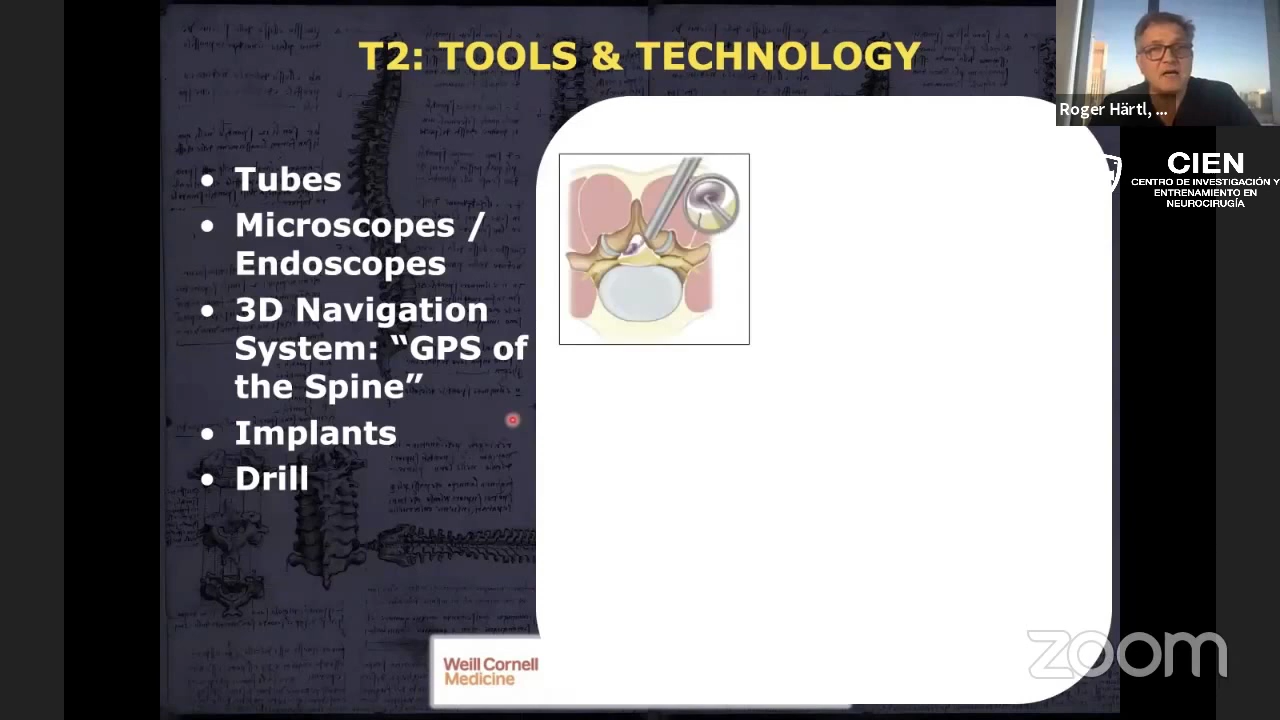 T2: TOOLS & TECHNOLOGY
• Tubes
• Microscopes /
Endoscopes
• 3D Navigation
System: “GPS of
the Spine”
• Implants
• Drill
Weill Cornell
Medicine
Roger Härtl, ...
CIEN
CENTRO DE INVESTIGACIÓN Y
ENTRENAMIENTO EN
NEUROCIRUGÍA
zoom